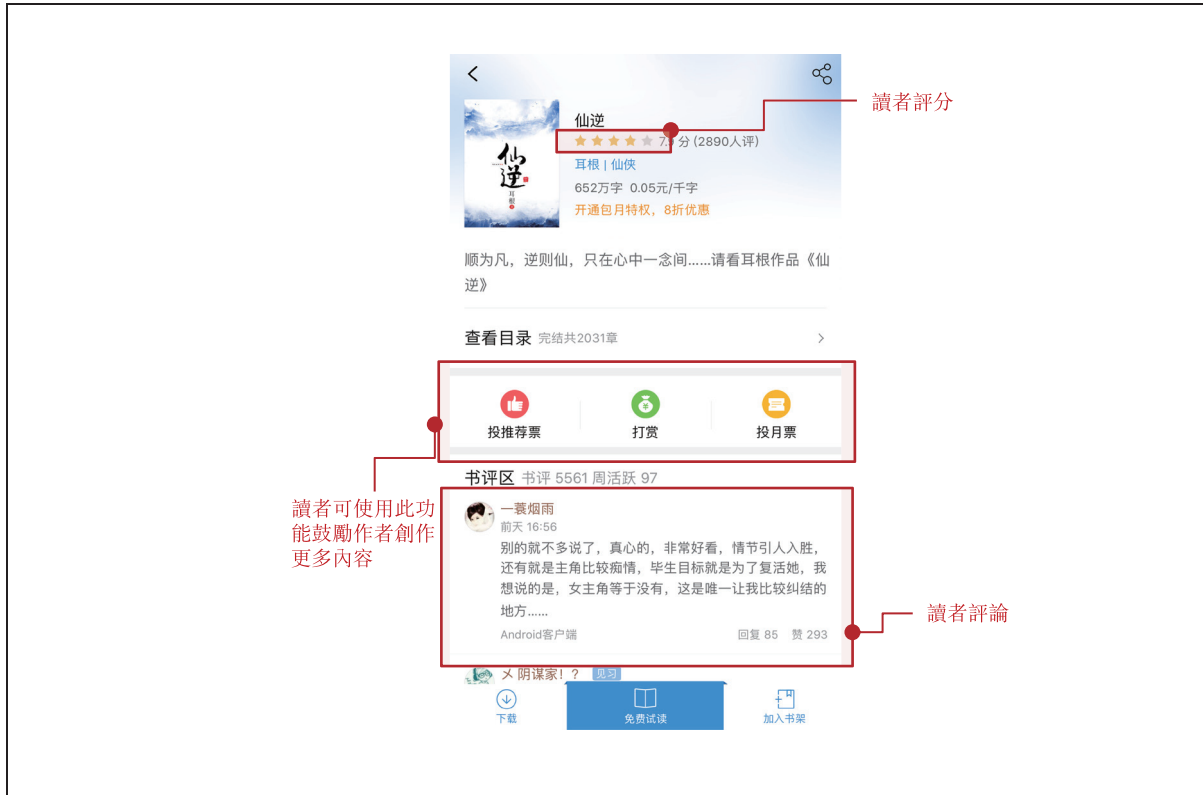 讀者評分
仙逆
7.9 分 (2890人评)
仙逆
耳根
耳根 | 仙侠
652万字 0.05元/千字
开通包月特权，8折优惠
顺为凡，逆则仙，只在心中一念间......请看耳根作品《仙
逆》
查看目录 完结共2031章
投推荐票 打赏 投月票
书评区 书评 5561 周活跃 97
讀者可使用此功
能鼓勵作者創作
更多內容
一蓑烟雨
前天 16:56
别的就不多说了，真心的，非常好看，情节引人入胜，
还有就是主角比较痴情，毕生目标就是为了复活她，我
想说的是，女主角等于没有，这是唯一让我比较纠结的
地方......
Android客户端 回复 85 赞 293
讀者評論
乄 阴谋家！？ 见习
下载 免费试读 加入书架